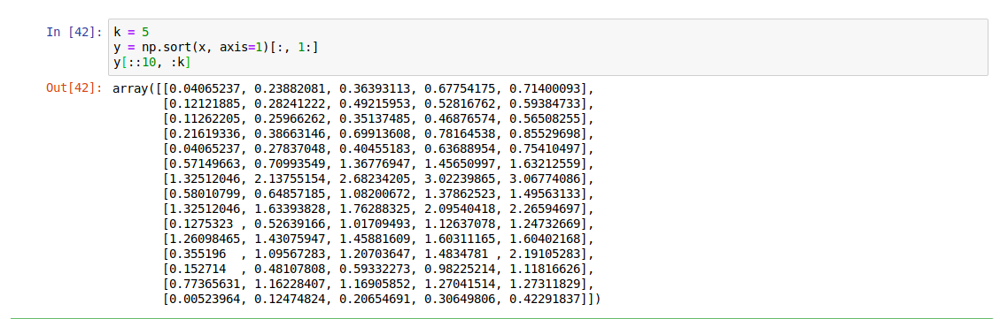 In [42]: k = 5
y = np.sort(x, axis=1)[:, 1:]
y[::10, :k]
Out[42]: array([[0.04065237, 0.23882081, 0.36393113, 0.67754175, 0.71400093],
[0.12121885, 0.28241222, 0.49215953, 0.52816762, 0.59384733],
[0.11262205, 0.25966262, 0.35137485, 0.46876574, 0.56508255],
[0.21619336, 0.38663146, 0.69913608, 0.78164538, 0.85529698],
[0.04065237, 0.27837048, 0.40455183, 0.63688954, 0.75410497],
[0.57149663, 0.70993549, 1.36776947, 1.45650997, 1.63212559],
[1.32512046, 2.13755154, 2.68234205, 3.02239865, 3.06774086],
[0.58010799, 0.64857185, 1.08200672, 1.37862523, 1.49563133],
[1.32512046, 1.63393828, 1.76288325, 2.09540418, 2.26594697],
[0.1275323 , 0.52639166, 1.01709493, 1.12637078, 1.24732669],
[1.26098465, 1.43075947, 1.45881609, 1.60311165, 1.60402168],
[0.355196  , 1.09567283, 1.20703647, 1.4834781 , 2.19105283],
[0.152714  , 0.48107808, 0.59332273, 0.98225214, 1.11816626],
[0.77365631, 1.16228407, 1.16905852, 1.27041514, 1.27311829],
[0.00523964, 0.12474824, 0.20654691, 0.30649806, 0.42291837]])